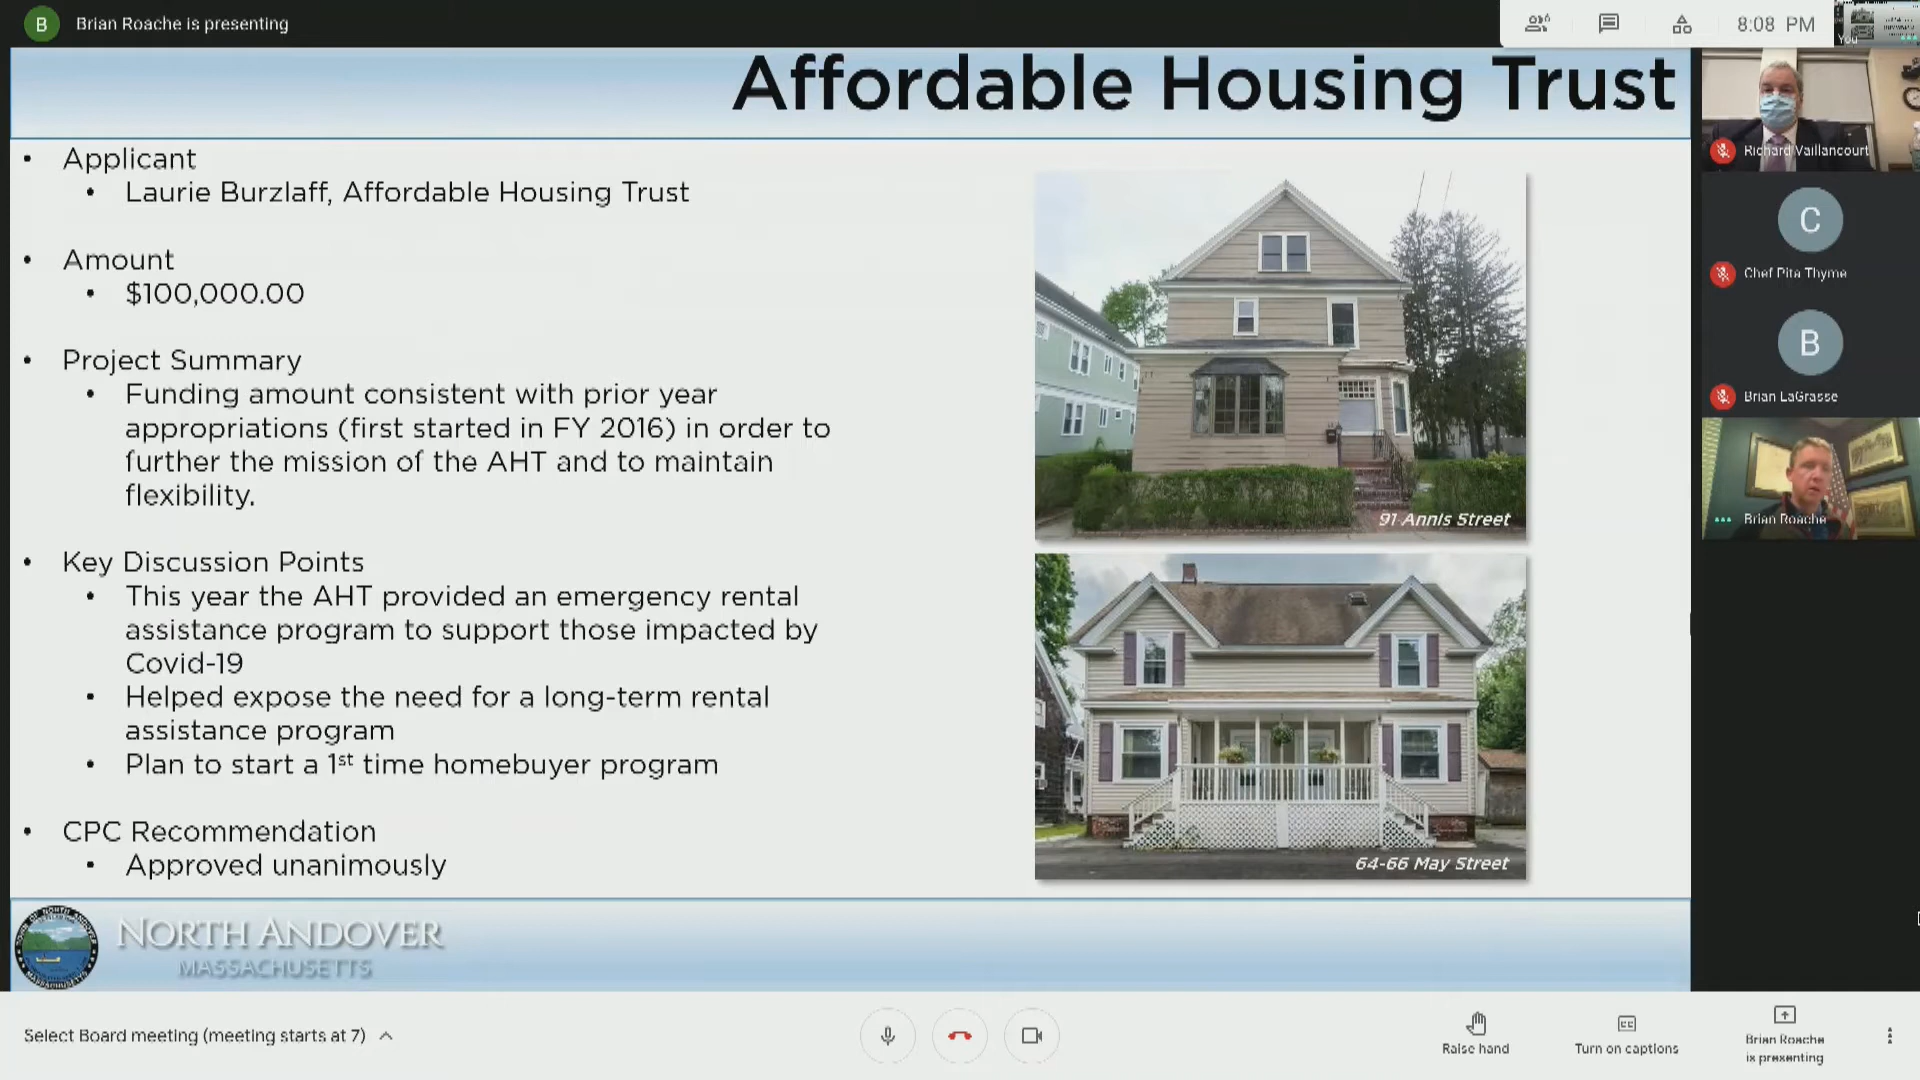 B Brian Roache is presenting
8:08 PM
You
Affordable Housing Trust
• Applicant
• Laurie Burzlaff, Affordable Housing Trust
• Amount
• $100,000.00
• Project Summary
• Funding amount consistent with prior year
appropriations (first started in FY 2016) in order to
further the mission of the AHT and to maintain
flexibility.
• Key Discussion Points
• This year the AHT provided an emergency rental
assistance program to support those impacted by
Covid-19
• Helped expose the need for a long-term rental
assistance program
• Plan to start a 1st time homebuyer program
• CPC Recommendation
• Approved unanimously
91 Annis Street
64-66 May Street
NORTH ANDOVER
MASSACHUSETTS
Richard Vaillancourt
C
Chef Pita Thyme
B
Brian LaGrasse
Brian Roache
Select Board meeting (meeting starts at 7)
Raise hand
Turn on captions
Brian Roache
is presenting